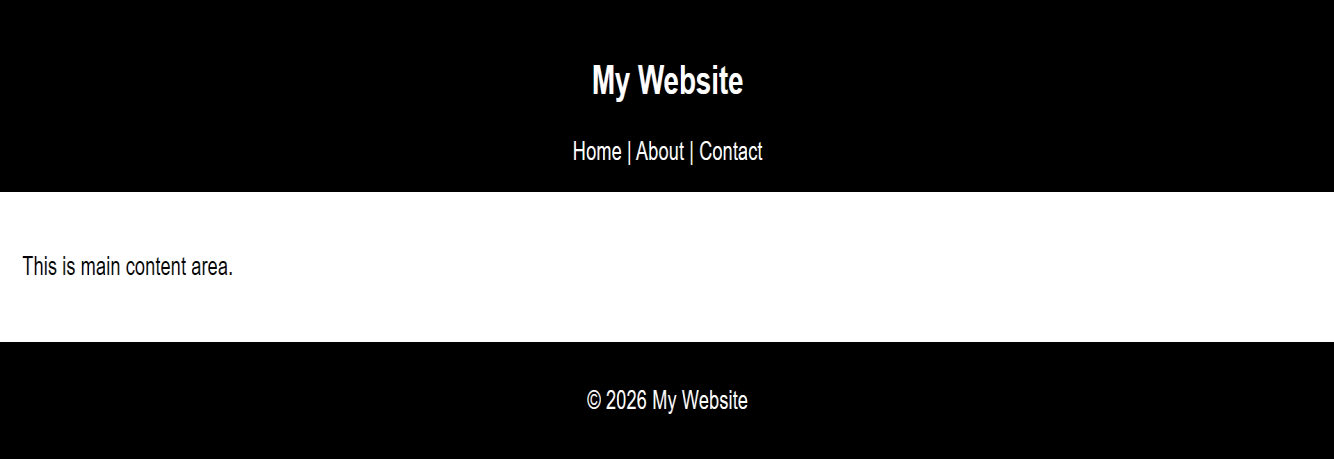 My Website
Home | About | Contact
This is main content area.
© 2026 My Website